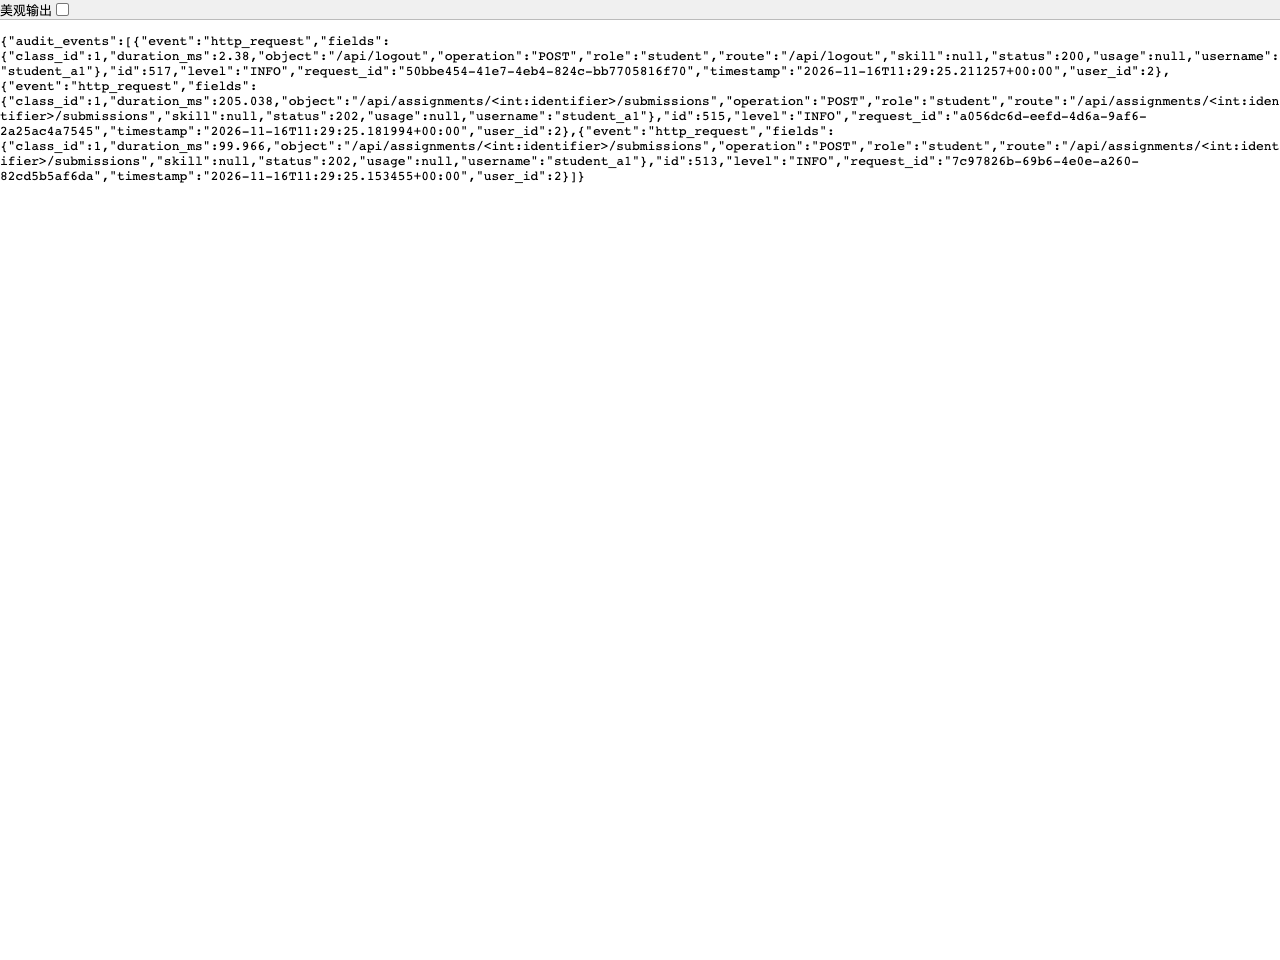 美观输出
{"audit_events":[{"event":"http_request","fields":
{"class_id":1,"duration_ms":2.38,"object":"/api/logout","operation":"POST","role":"student","route":"/api/logout","skill":null,"status":200,"usage":null,"username":
"student_a1"},"id":517,"level":"INFO","request_id":"50bbe454-41e7-4eb4-824c-bb7705816f70","timestamp":"2026-11-16T11:29:25.211257+00:00","user_id":2},
{"event":"http_request","fields":
{"class_id":1,"duration_ms":205.038,"object":"/api/assignments/<int:identifier>/submissions","operation":"POST","role":"student","route":"/api/assignments/<int:iden
tifier>/submissions","skill":null,"status":202,"usage":null,"username":"student_a1"},"id":515,"level":"INFO","request_id":"a056dc6d-eefd-4d6a-9af6-
2a25ac4a7545","timestamp":"2026-11-16T11:29:25.181994+00:00","user_id":2},{"event":"http_request","fields":
{"class_id":1,"duration_ms":99.966,"object":"/api/assignments/<int:identifier>/submissions","operation":"POST","role":"student","route":"/api/assignments/<int:ident
ifier>/submissions","skill":null,"status":202,"usage":null,"username":"student_a1"},"id":513,"level":"INFO","request_id":"7c97826b-69b6-4e0e-a260-
82cd5b5af6da","timestamp":"2026-11-16T11:29:25.153455+00:00","user_id":2}]}